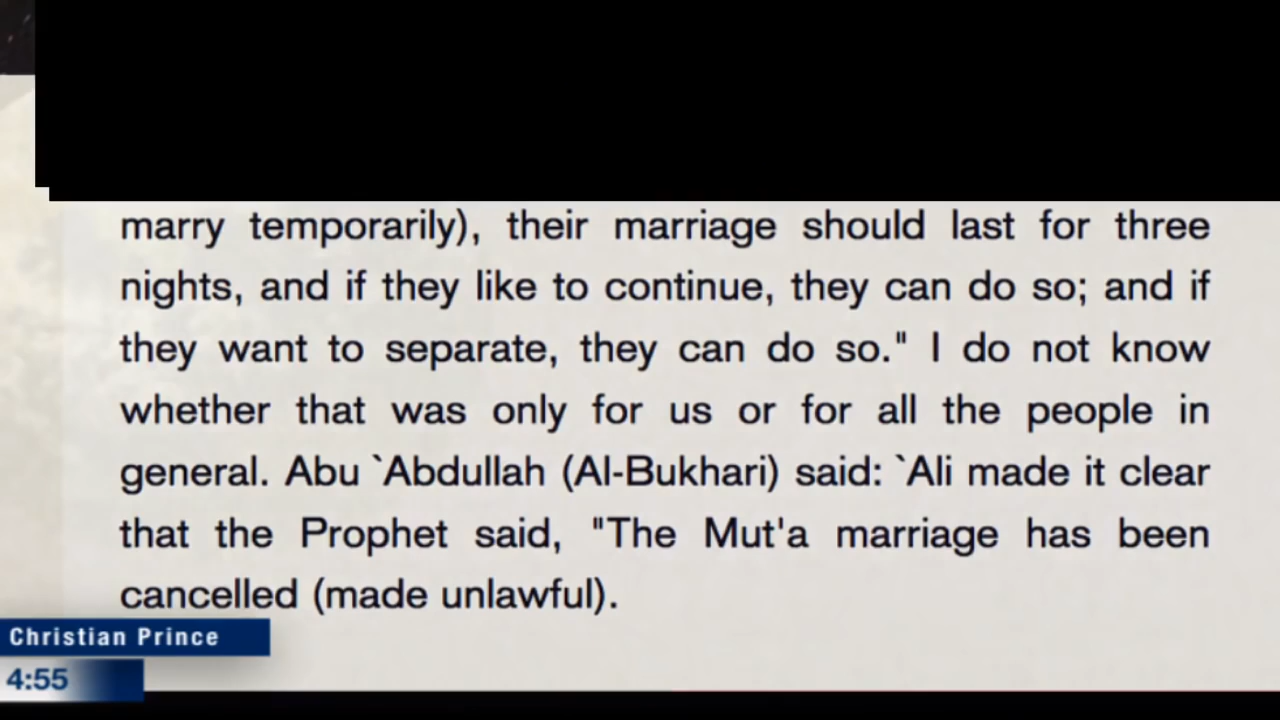 marry temporarily), their marriage should last for three
nights, and if they like to continue, they can do so; and if
they want to separate, they can do so." I do not know
whether that was only for us or for all the people in
general. Abu `Abdullah (Al-Bukhari) said: `Ali made it clear
that the Prophet said, "The Mut'a marriage has been
cancelled (made unlawful).
Christian Prince
4:55